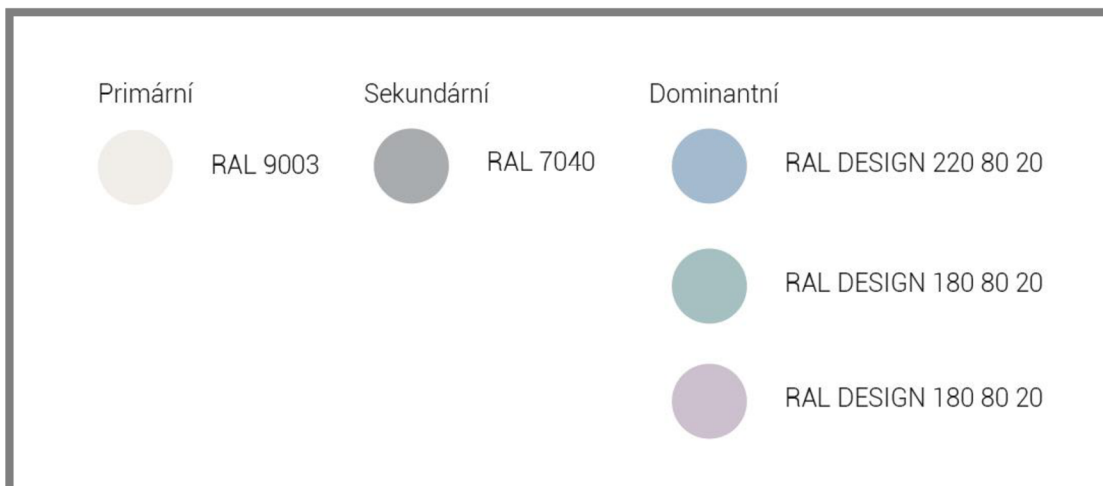 Primární
RAL 9003
Sekundární
RAL 7040
Dominantní
RAL DESIGN 220 80 20
RAL DESIGN 180 80 20
RAL DESIGN 180 80 20